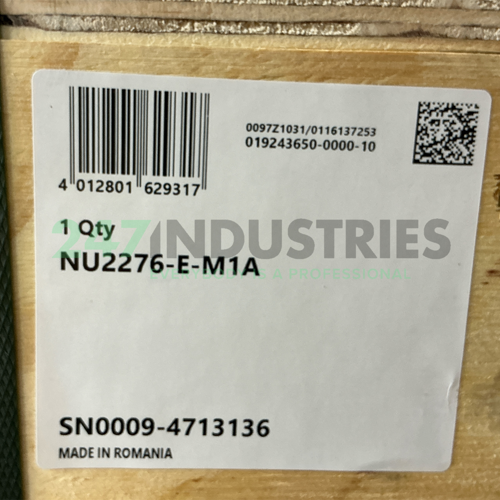 0097Z1031/0116137253
019243650-0000-10
4 012801 629317
1 Qty
247INDUSTRIES
NU2276-E-M1A
SN0009-4713136
MADE IN ROMANIA